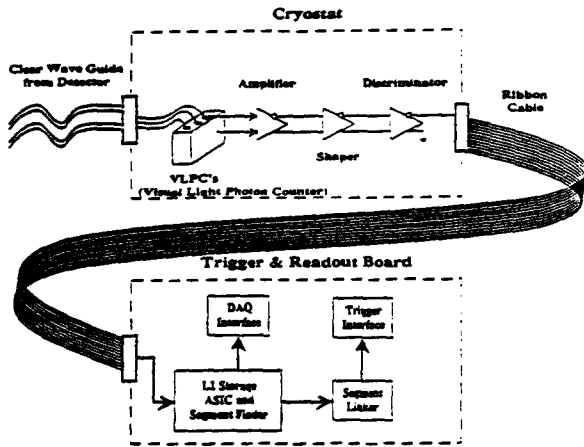 Cryostat
Clear Wave Guide
from Detector
Amplifier
Discriminator
Ribbon
Cable
Shaper
VLPC's
(Visual Light Photon Counter)
Trigger & Readout Board
DAQ
Interface
Trigger
Interface
L1 Storage
ASIC and
Segment Finder
Segment
Linker